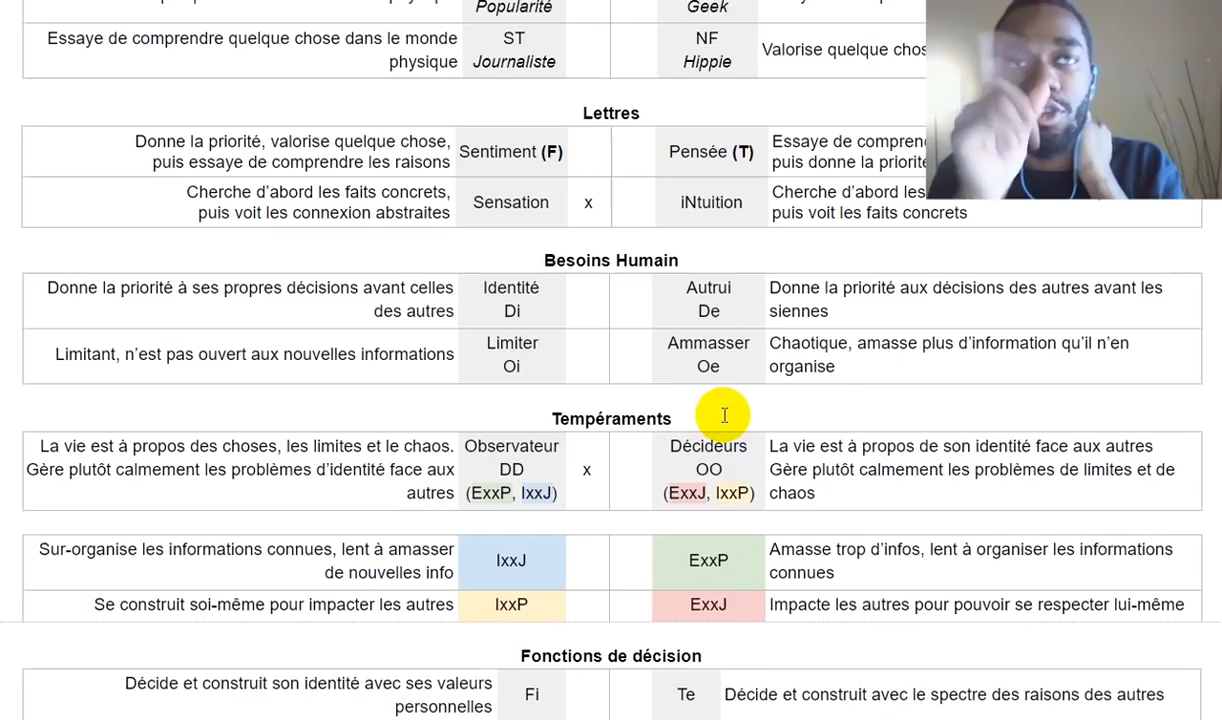 Popularité
Geek
Essaye de comprendre quelque chose dans le monde
physique
ST
Journaliste
NF
Hippie
Valorise quelque
Lettres
Donne la priorité, valorise quelque chose,
puis essaye de comprendre les raisons
Sentiment (F)
Pensée (T)
Essaye de
puis donne la
Cherche d'abord les faits concrets,
puis voit les connexion abstraites
Sensation
x
iNtuition
Cherche d'abord les
puis voit les faits concrets
Besoins Humain
Donne la priorité à ses propres décisions avant celles
des autres
Identité
Di
Autrui
De
Donne la priorité aux décisions des autres avant les
siennes
Limitant, n'est pas ouvert aux nouvelles informations
Limiter
Oi
Ammasser
Oe
Chaotique, amasse plus d'information qu'il n'en
organise
Tempéraments
La vie est à propos des choses, les limites et le chaos.
Gère plutôt calmement les problèmes d'identité face aux
autres
Observateur
DD
(ExxP, IxxJ)
x
Décideurs
OO
(ExxJ, IxxP)
La vie est à propos de son identité face aux autres
Gère plutôt calmement les problèmes de limites et de
chaos
Sur-organise les informations connues, lent à amasser
de nouvelles info
IxxJ
ExxP
Amasse trop d'infos, lent à organiser les informations
connues
Se construit soi-même pour impacter les autres
IxxP
ExxJ
Impacte les autres pour pouvoir se respecter lui-même
Fonctions de décision
Décide et construit son identité avec ses valeurs
personnelles
Fi
Te
Décide et construit avec le spectre des raisons des autres